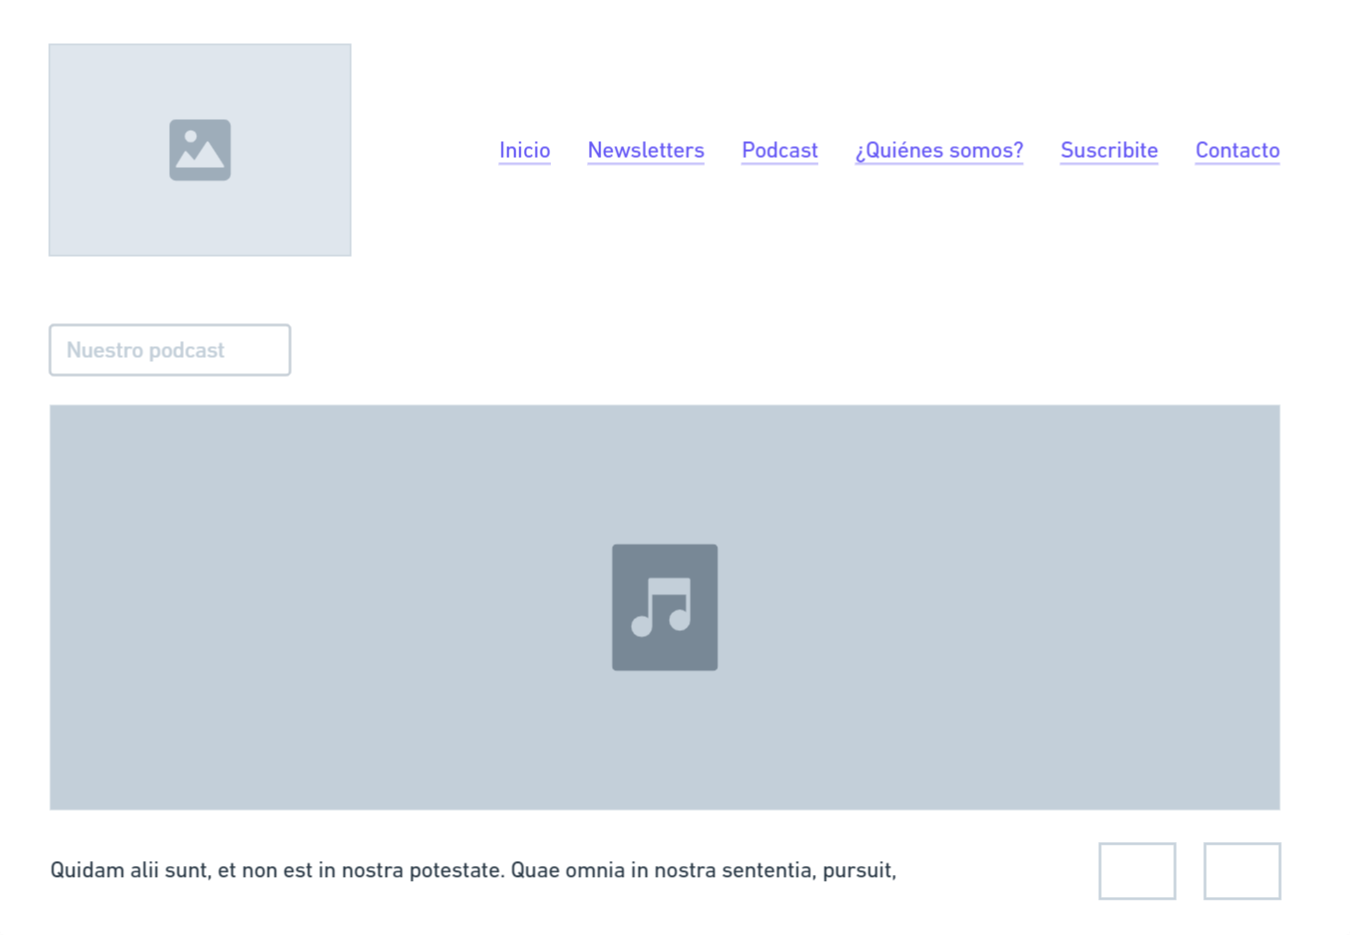 Inicio Newsletters Podcast ¿Quiénes somos? Suscribite Contacto
Nuestro podcast
Quidam alii sunt, et non est in nostra potestate. Quae omnia in nostra sententia, pursuit,